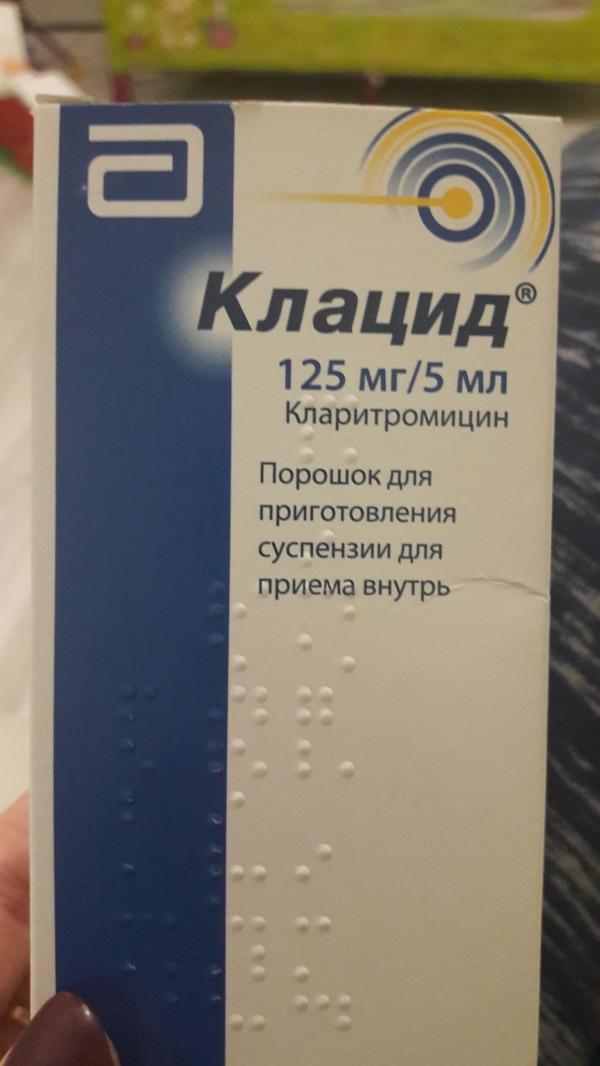 Клацид®
125 мг/5 мл
Кларитромицин
Порошок для
приготовления
суспензии для
приема внутрь